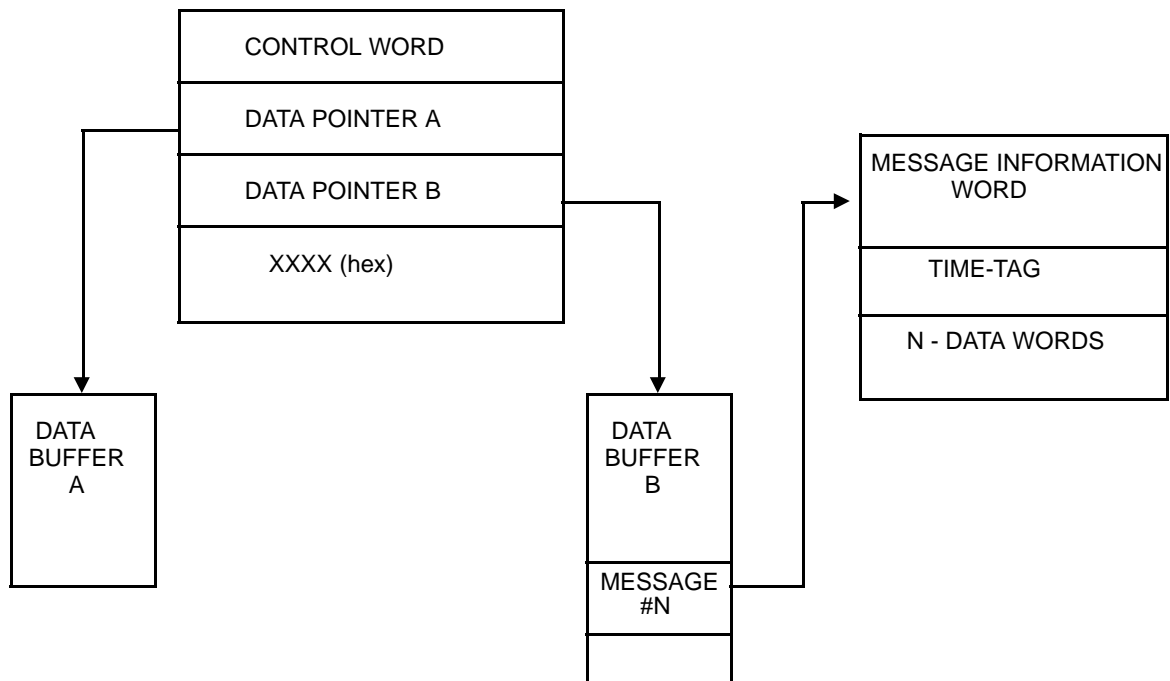 CONTROL WORD
DATA POINTER A
DATA POINTER B
XXXX (hex)
MESSAGE INFORMATION
WORD
TIME-TAG
N - DATA WORDS
DATA
BUFFER
A
DATA
BUFFER
B
MESSAGE
#N